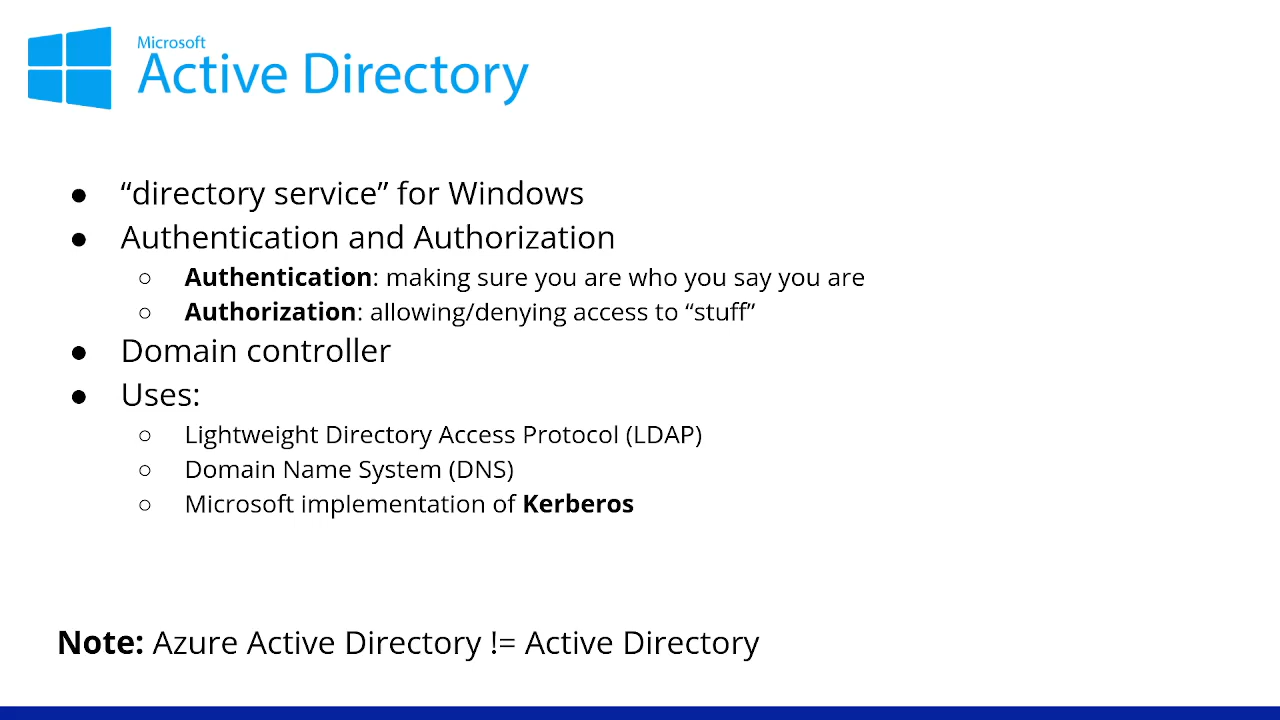 Microsoft
Active Directory
● “directory service” for Windows
● Authentication and Authorization
○ Authentication: making sure you are who you say you are
○ Authorization: allowing/denying access to “stuff”
● Domain controller
● Uses:
○ Lightweight Directory Access Protocol (LDAP)
○ Domain Name System (DNS)
○ Microsoft implementation of Kerberos
Note: Azure Active Directory != Active Directory